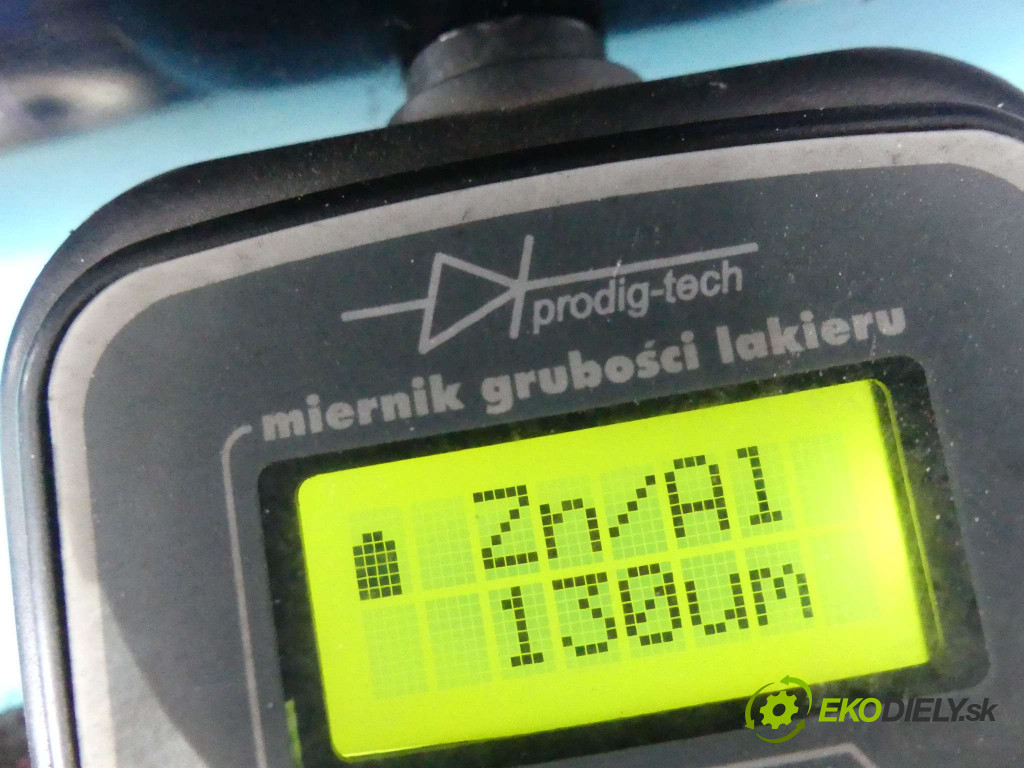 prodig-tech
miernik grubości lakieru
Zn/Al
130um
EKODIELY.sk